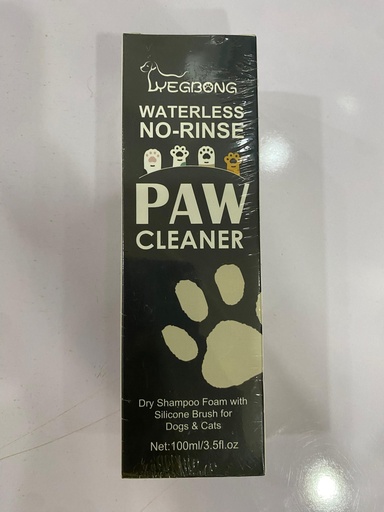 YEGBONG
WATERLESS
NO-RINSE
PAW
CLEANER
Dry Shampoo Foam with
Silicone Brush for
Dogs & Cats
Net:100ml/3.5fl.oz